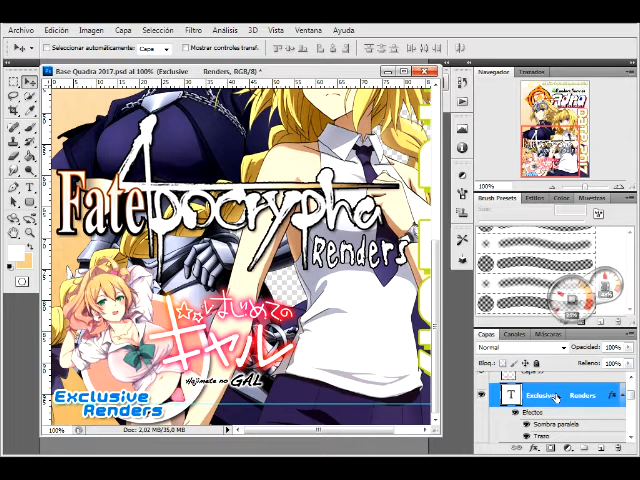 Archivo Edición Imagen Capa Selección Filtro Análisis 3D Vista Ventana Ayuda
Seleccionar automáticamente: Capa Mostrar controles transf.
Base Quadra 2017.psd al 100% (Exclusive Renders, RGB/8) *
Fate Apocrypha
Renders
はじめての
ギャル
Hajimete no GAL
Exclusive
Renders
100% Doc: 2,02 MB/35,0 MB
Navegador Trazados
100%
Brush Presets Estilos Color Muestras
Capas Canales Máscaras
Normal Opacidad: 100%
Bloq.: Relleno: 100%
T Exclusive Renders fx
Efectos
Sombra paralela
Trazo